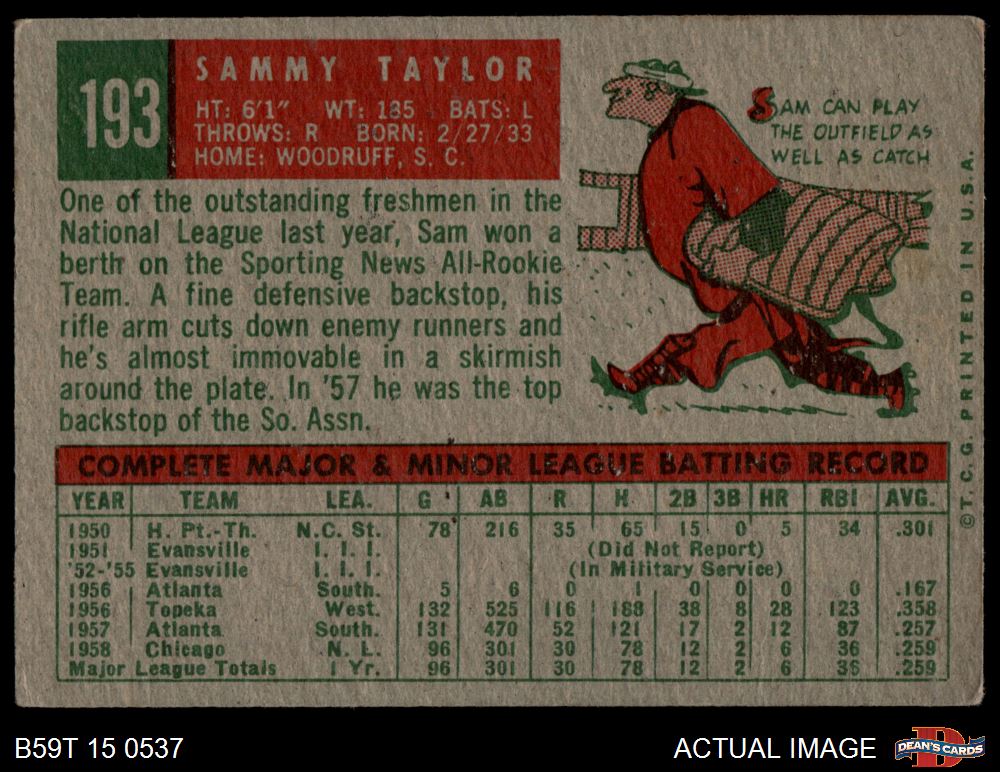 193
SAMMY TAYLOR
HT: 6'1" WT: 185 BATS: L
THROWS: R BORN: 2/27/33
HOME: WOODRUFF, S. C.
SAM CAN PLAY
THE OUTFIELD AS
WELL AS CATCH
One of the outstanding freshmen in the
National League last year, Sam won a
berth on the Sporting News All-Rookie
Team. A fine defensive backstop, his
rifle arm cuts down enemy runners and
he's almost immovable in a skirmish
around the plate. In '57 he was the top
backstop of the So. Assn.
COMPLETE MAJOR & MINOR LEAGUE BATTING RECORD
YEAR TEAM LEA. G AB R H 2B 3B HR RBI AVG.
1950 H. Pt.-Th. N.C. St. 78 216 35 65 15 0 5 34 .301
1951 Evansville I. I. I. (Did Not Report)
'52-'55 Evansville I. I. I. (In Military Service)
1956 Atlanta South. 5 6 0 1 0 0 0 0 .167
1956 Topeka West. 132 525 116 188 38 8 28 123 .358
1957 Atlanta South. 131 470 52 121 17 2 12 87 .257
1958 Chicago N. L. 96 301 30 78 12 2 6 36 .259
Major League Totals 1 Yr. 96 301 30 78 12 2 6 36 .259
© T. C. G. PRINTED IN U.S.A.
B59T 15 0537
ACTUAL IMAGE
D
DEAN'S CARDS